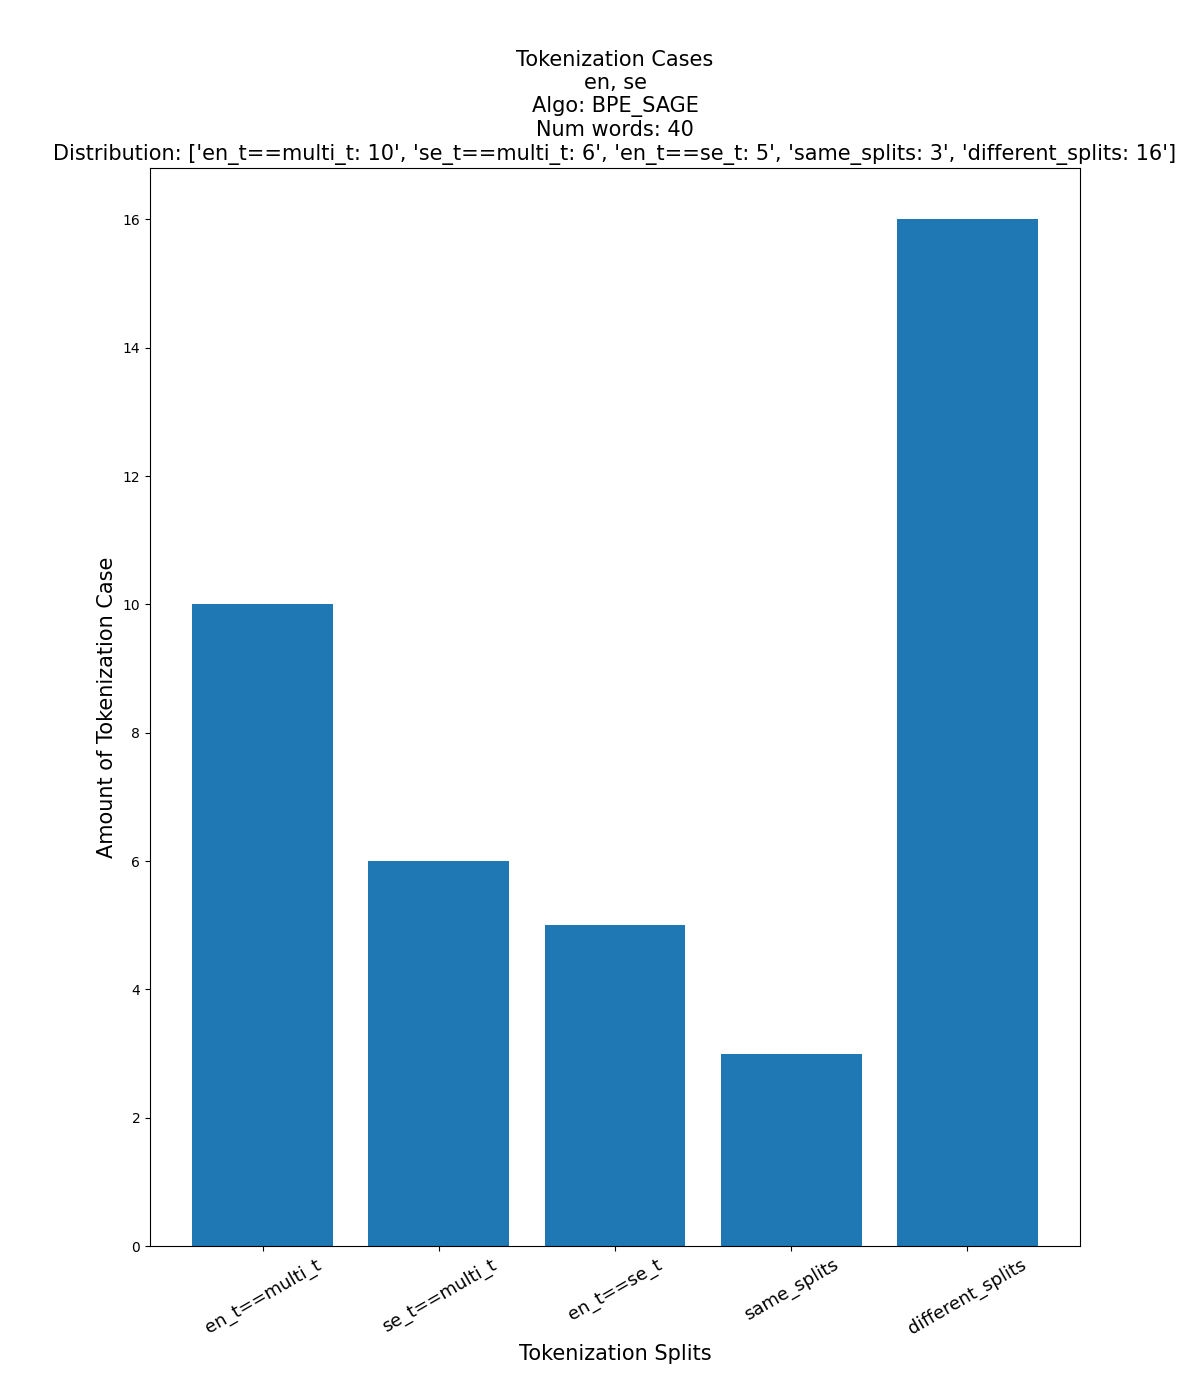 Tokenization Cases
en, se
Algo: BPE_SAGE
Num words: 40
Distribution: ['en_t==multi_t: 10', 'se_t==multi_t: 6', 'en_t==se_t: 5', 'same_splits: 3', 'different_splits: 16']
Amount of Tokenization Case
16
14
12
10
8
6
4
2
0
en_t==multi_t
se_t==multi_t
en_t==se_t
same_splits
different_splits
Tokenization Splits